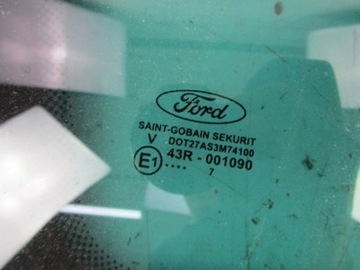 Ford
SAINT-GOBAIN SEKURIT
V DOT27AS3M74100
E1 43R - 001090
.... 7